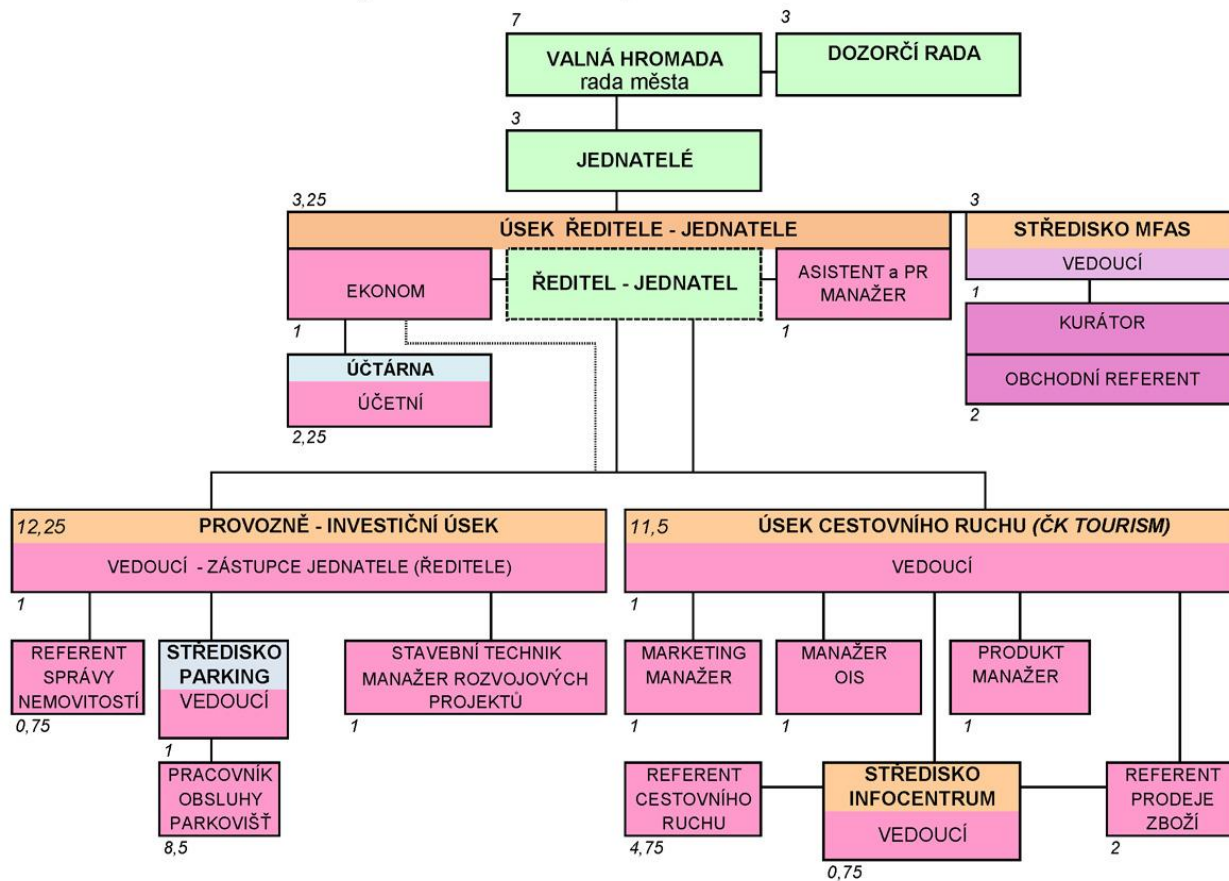 7
3
VALNÁ HROMADA
rada města
DOZORČÍ RADA
3
JEDNATELÉ
3,25
3
ÚSEK ŘEDITELE - JEDNATELE
STŘEDISKO MFAS
EKONOM
ŘEDITEL - JEDNATEL
ASISTENT a PR
MANAŽER
VEDOUCÍ
1
1
1
KURÁTOR
ÚČTÁRNA
ÚČETNÍ
OBCHODNÍ REFERENT
2,25
2
12,25
PROVOZNĚ - INVESTIČNÍ ÚSEK
VEDOUCÍ - ZÁSTUPCE JEDNATELE (ŘEDITELE)
1
11,5
ÚSEK CESTOVNÍHO RUCHU (ČK TOURISM)
VEDOUCÍ
1
REFERENT
SPRÁVY
NEMOVITOSTÍ
0,75
STŘEDISKO
PARKING
VEDOUCÍ
1
STAVEBNÍ TECHNIK
MANAŽER ROZVOJOVÝCH
PROJEKTŮ
1
MARKETING
MANAŽER
1
MANAŽER
OIS
1
PRODUKT
MANAŽER
1
PRACOVNÍK
OBSLUHY
PARKOVIŠŤ
8,5
REFERENT
CESTOVNÍHO
RUCHU
4,75
STŘEDISKO
INFOCENTRUM
VEDOUCÍ
0,75
REFERENT
PRODEJE
ZBOŽÍ
2